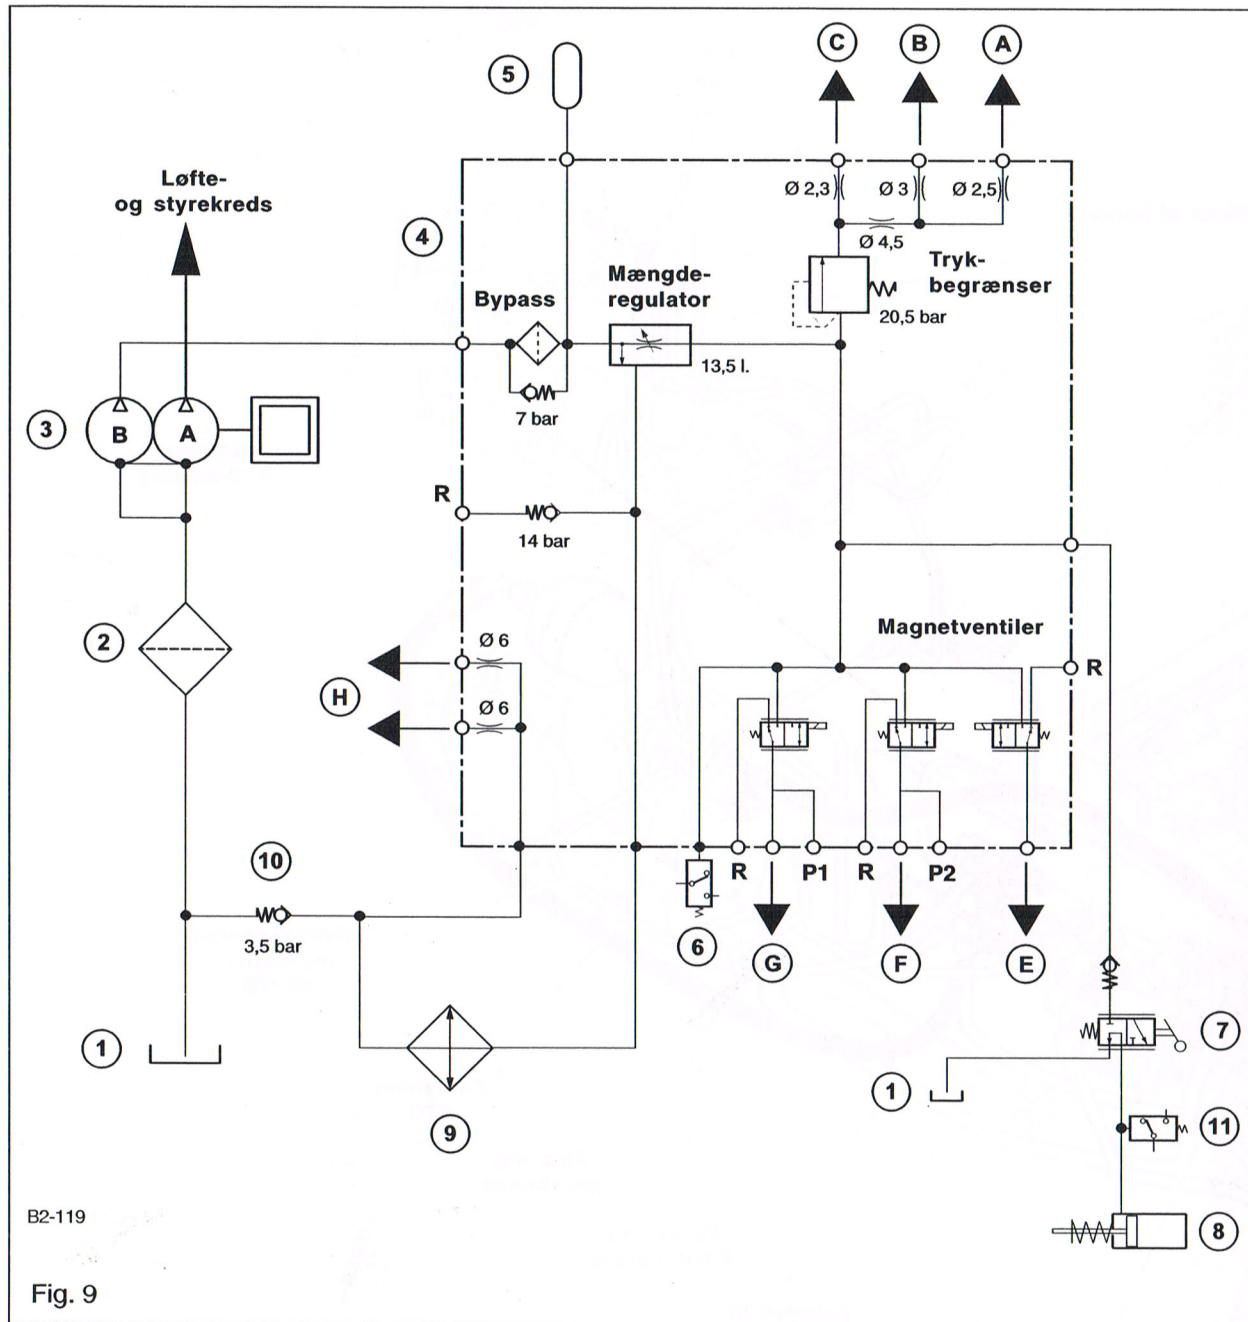 C
B
A
5
Løfte-
og styrekreds
Ø 2,3
Ø 3
Ø 2,5
4
Ø 4,5
Tryk-
begrænser
Mængde-
regulator
Bypass
20,5 bar
13,5 l.
7 bar
3
B
A
R
14 bar
2
Ø 6
Magnetventiler
R
H
Ø 6
10
R
P1
R
P2
3,5 bar
6
G
F
E
7
1
1
9
11
B2-119
8
Fig. 9